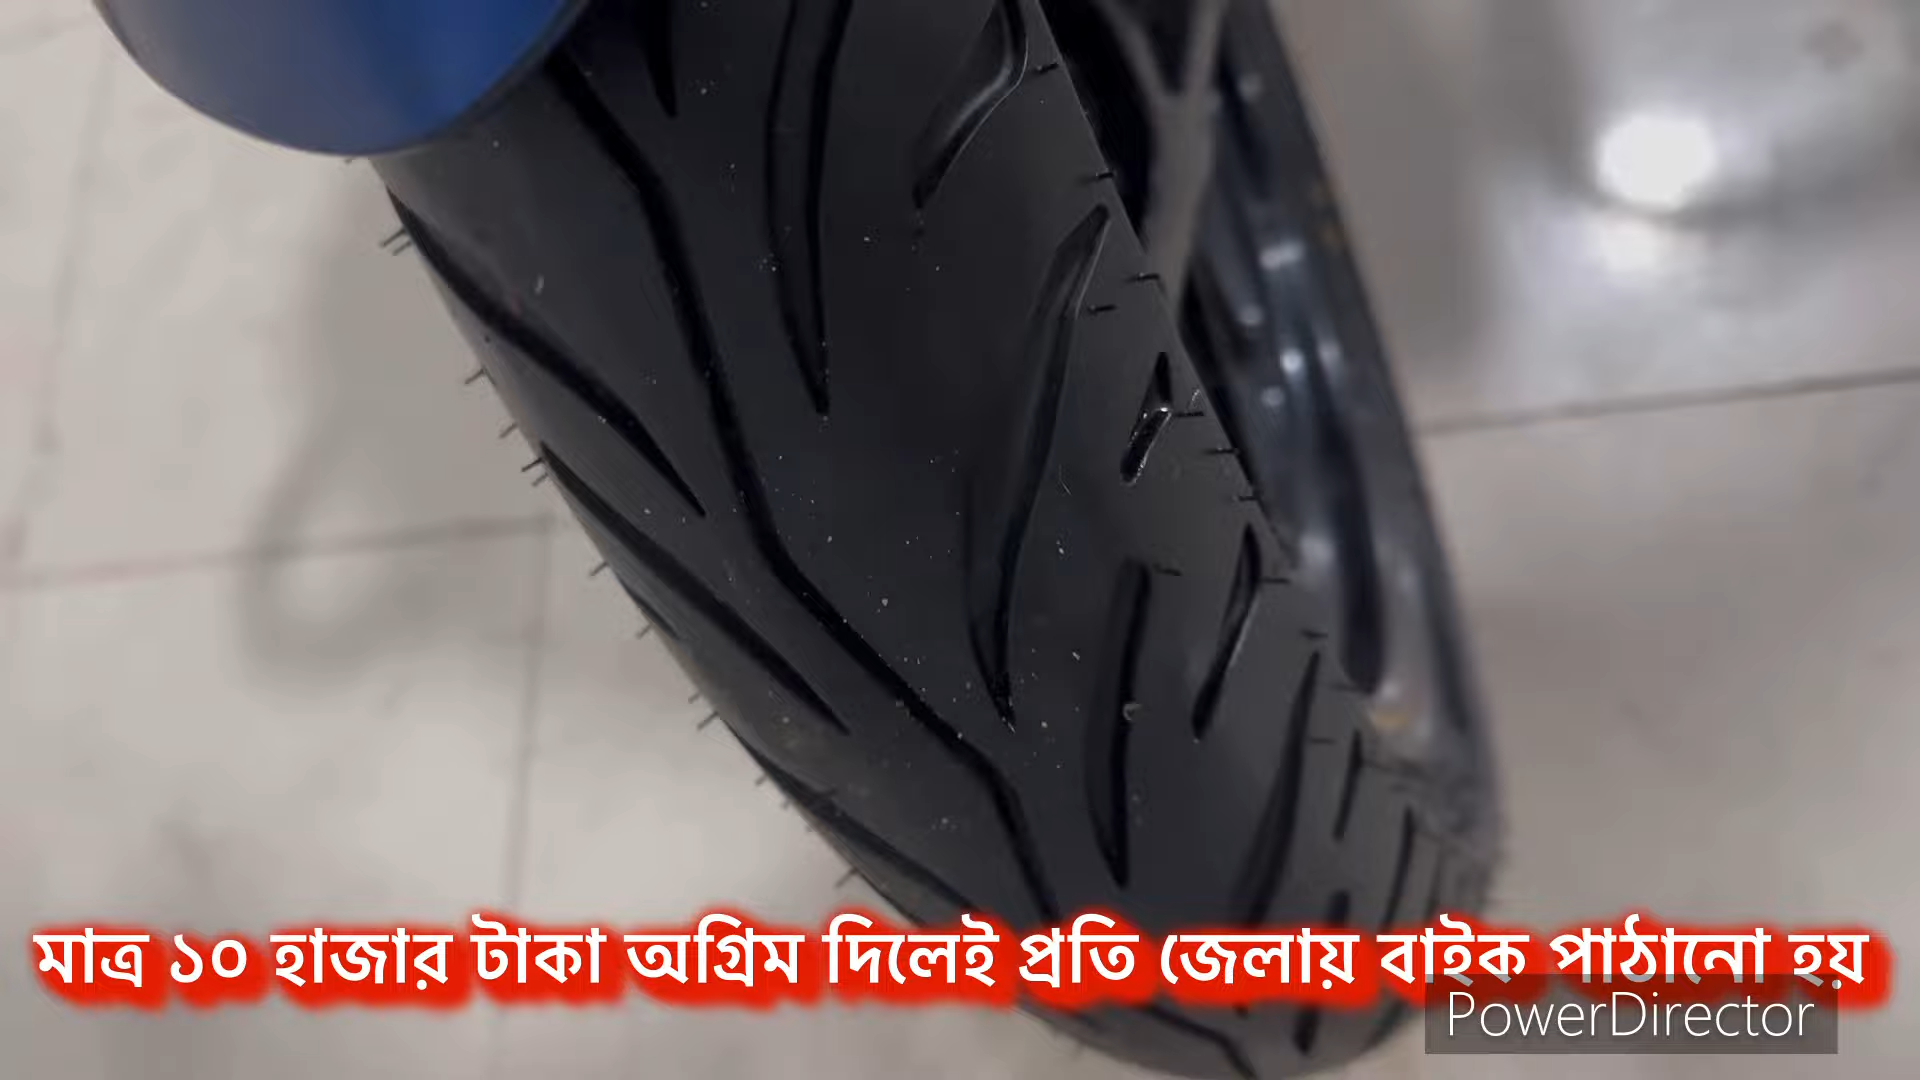 মাত্র ১০ হাজার টাকা অগ্রিম দিলেই প্রতি জেলায় বাইক পাঠানো হয়
PowerDirector